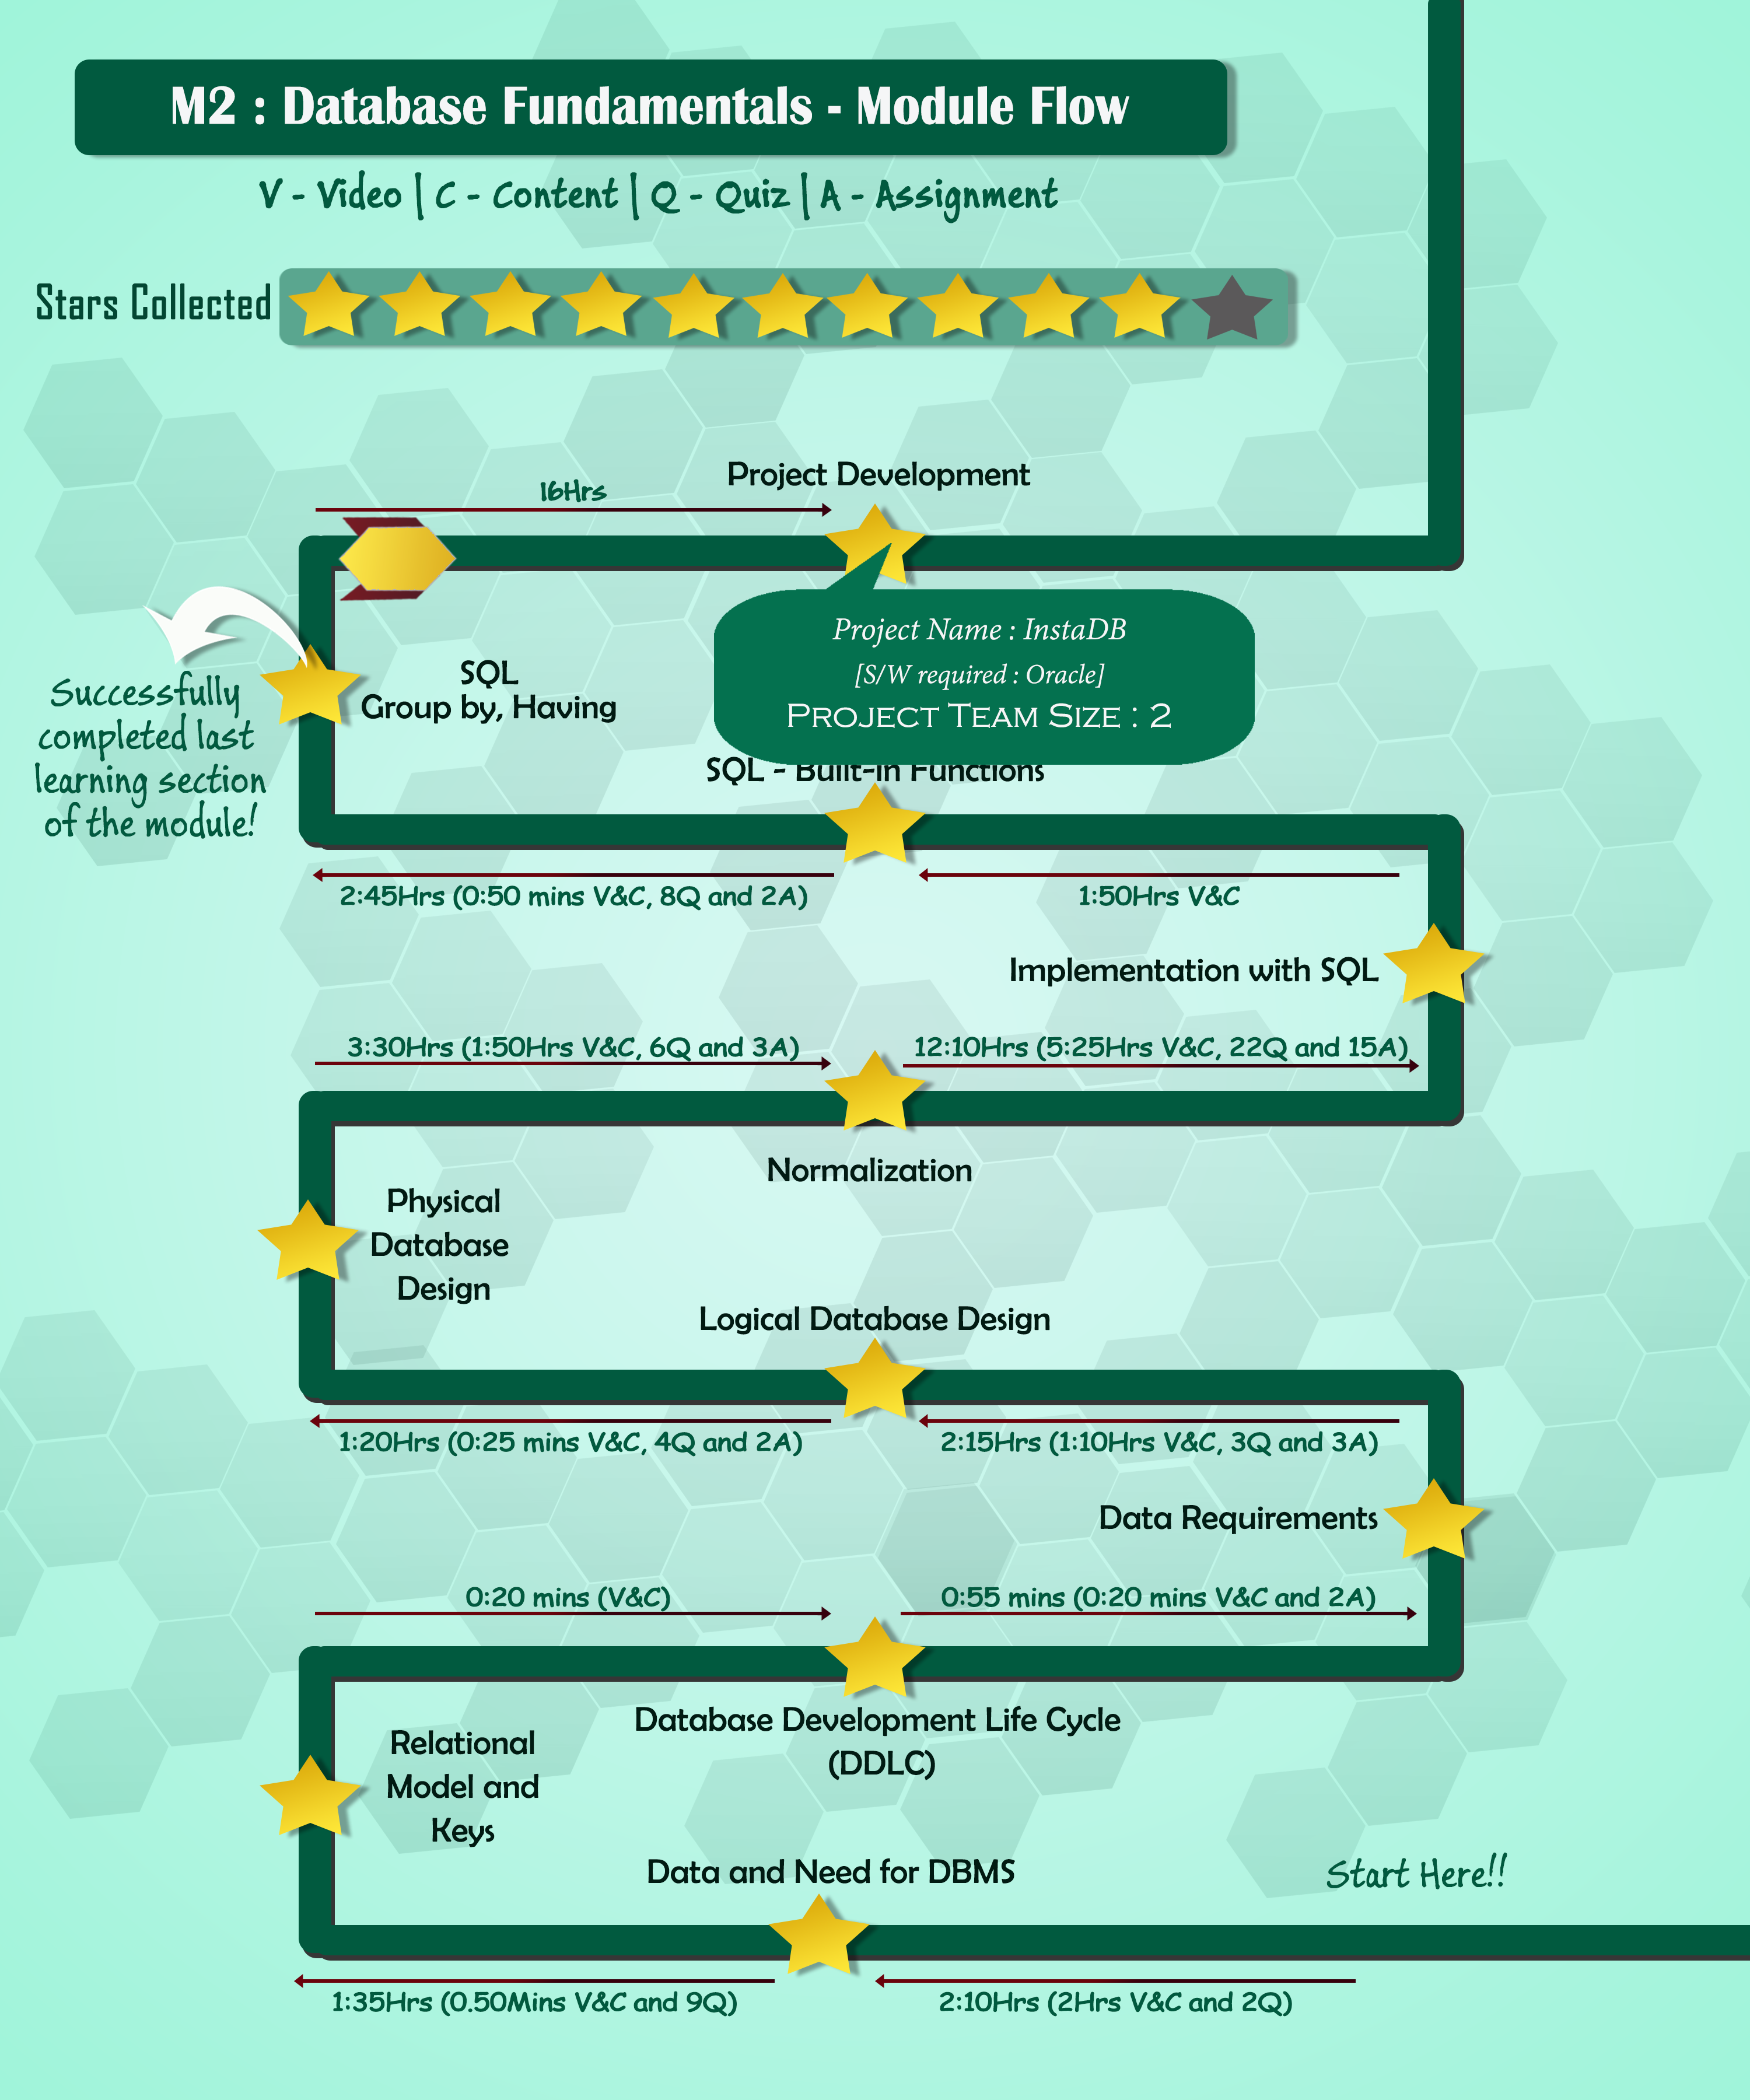 M2 : Database Fundamentals - Module Flow
V - Video | C - Content | Q - Quiz | A - Assignment
Stars Collected
Project Development
16Hrs
Project Name : InstaDB
[S/W required : Oracle]
PROJECT TEAM SIZE : 2
SQL
Group by, Having
Successfully
completed last
learning section
of the module!
SQL - Built-in Functions
2:45Hrs (0:50 mins V&C, 8Q and 2A)
1:50Hrs V&C
Implementation with SQL
3:30Hrs (1:50Hrs V&C, 6Q and 3A)
12:10Hrs (5:25Hrs V&C, 22Q and 15A)
Normalization
Physical
Database
Design
Logical Database Design
1:20Hrs (0:25 mins V&C, 4Q and 2A)
2:15Hrs (1:10Hrs V&C, 3Q and 3A)
Data Requirements
0:20 mins (V&C)
0:55 mins (0:20 mins V&C and 2A)
Database Development Life Cycle
(DDLC)
Relational
Model and
Keys
Data and Need for DBMS
Start Here!!
1:35Hrs (0.50Mins V&C and 9Q)
2:10Hrs (2Hrs V&C and 2Q)